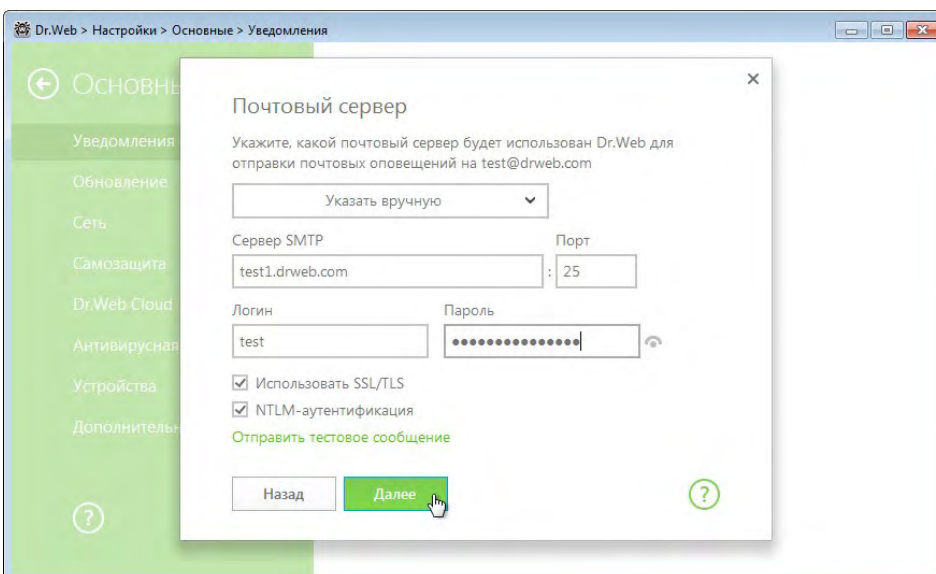 Dr.Web > Настройки > Основные > Уведомления
Уведомления
Обновление
Сеть
Самозащита
Dr.Web Cloud
Антивирусная
Устройства
Почтовый сервер
Укажите, какой почтовый сервер будет использован Dr.Web для
отправки почтовых оповещений на test@drweb.com
Указать вручную
Сервер SMTP Порт
test1.drweb.com : 25
Логин Пароль
test
Использовать SSL/TLS
NTLM-аутентификация
Отправить тестовое сообщение
Назад Далее
?
?